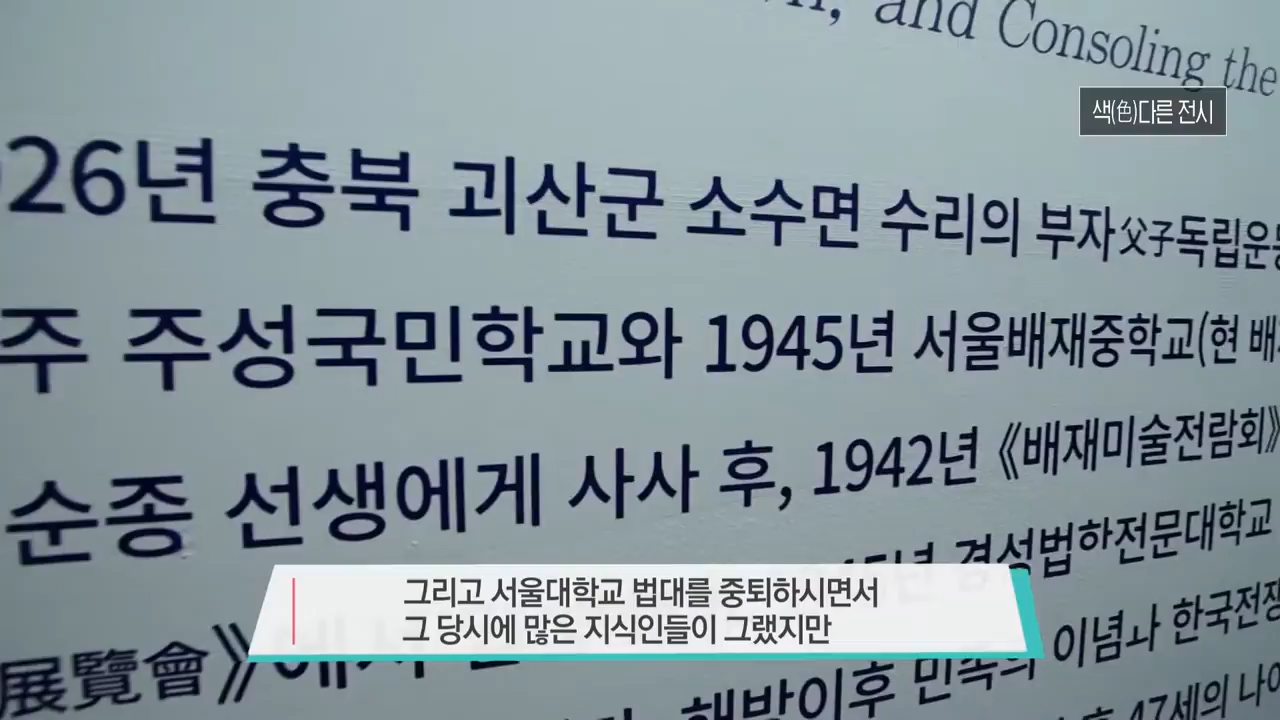 and Consoling the
색(色)다른 전시
026년 충북 괴산군 소수면 수리의 부자父子독립운동
주 주성국민학교와 1945년 서울배재중학교(현 배
순종 선생에게 사사 후, 1942년 《배재미술전람회》
경성법학전문대학교
展覽會》에서
이념 한국전쟁
해방이후 민족의
47세의 나이
그리고 서울대학교 법대를 중퇴하시면서
그 당시에 많은 지식인들이 그랬지만